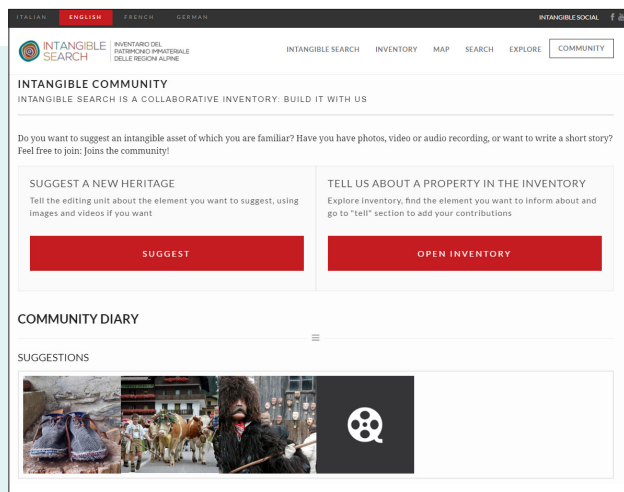 ITALIAN ENGLISH FRENCH GERMAN INTANGIBLE SOCIAL
INTANGIBLE SEARCH
INVENTARIO DEL
PATRIMONIO IMMATERIALE
DELLE REGIONI ALPINE
INTANGIBLE SEARCH INVENTORY MAP SEARCH EXPLORE COMMUNITY
INTANGIBLE COMMUNITY
INTANGIBLE SEARCH IS A COLLABORATIVE INVENTORY: BUILD IT WITH US
Do you want to suggest an intangible asset of which you are familiar? Have you have photos, video or audio recording, or want to write a short story?
Feel free to join: Joins the community!
SUGGEST A NEW HERITAGE
Tell the editing unit about the element you want to suggest, using
images and videos if you want
SUGGEST
TELL US ABOUT A PROPERTY IN THE INVENTORY
Explore inventory, find the element you want to inform about and
go to "tell" section to add your contributions
OPEN INVENTORY
COMMUNITY DIARY
SUGGESTIONS